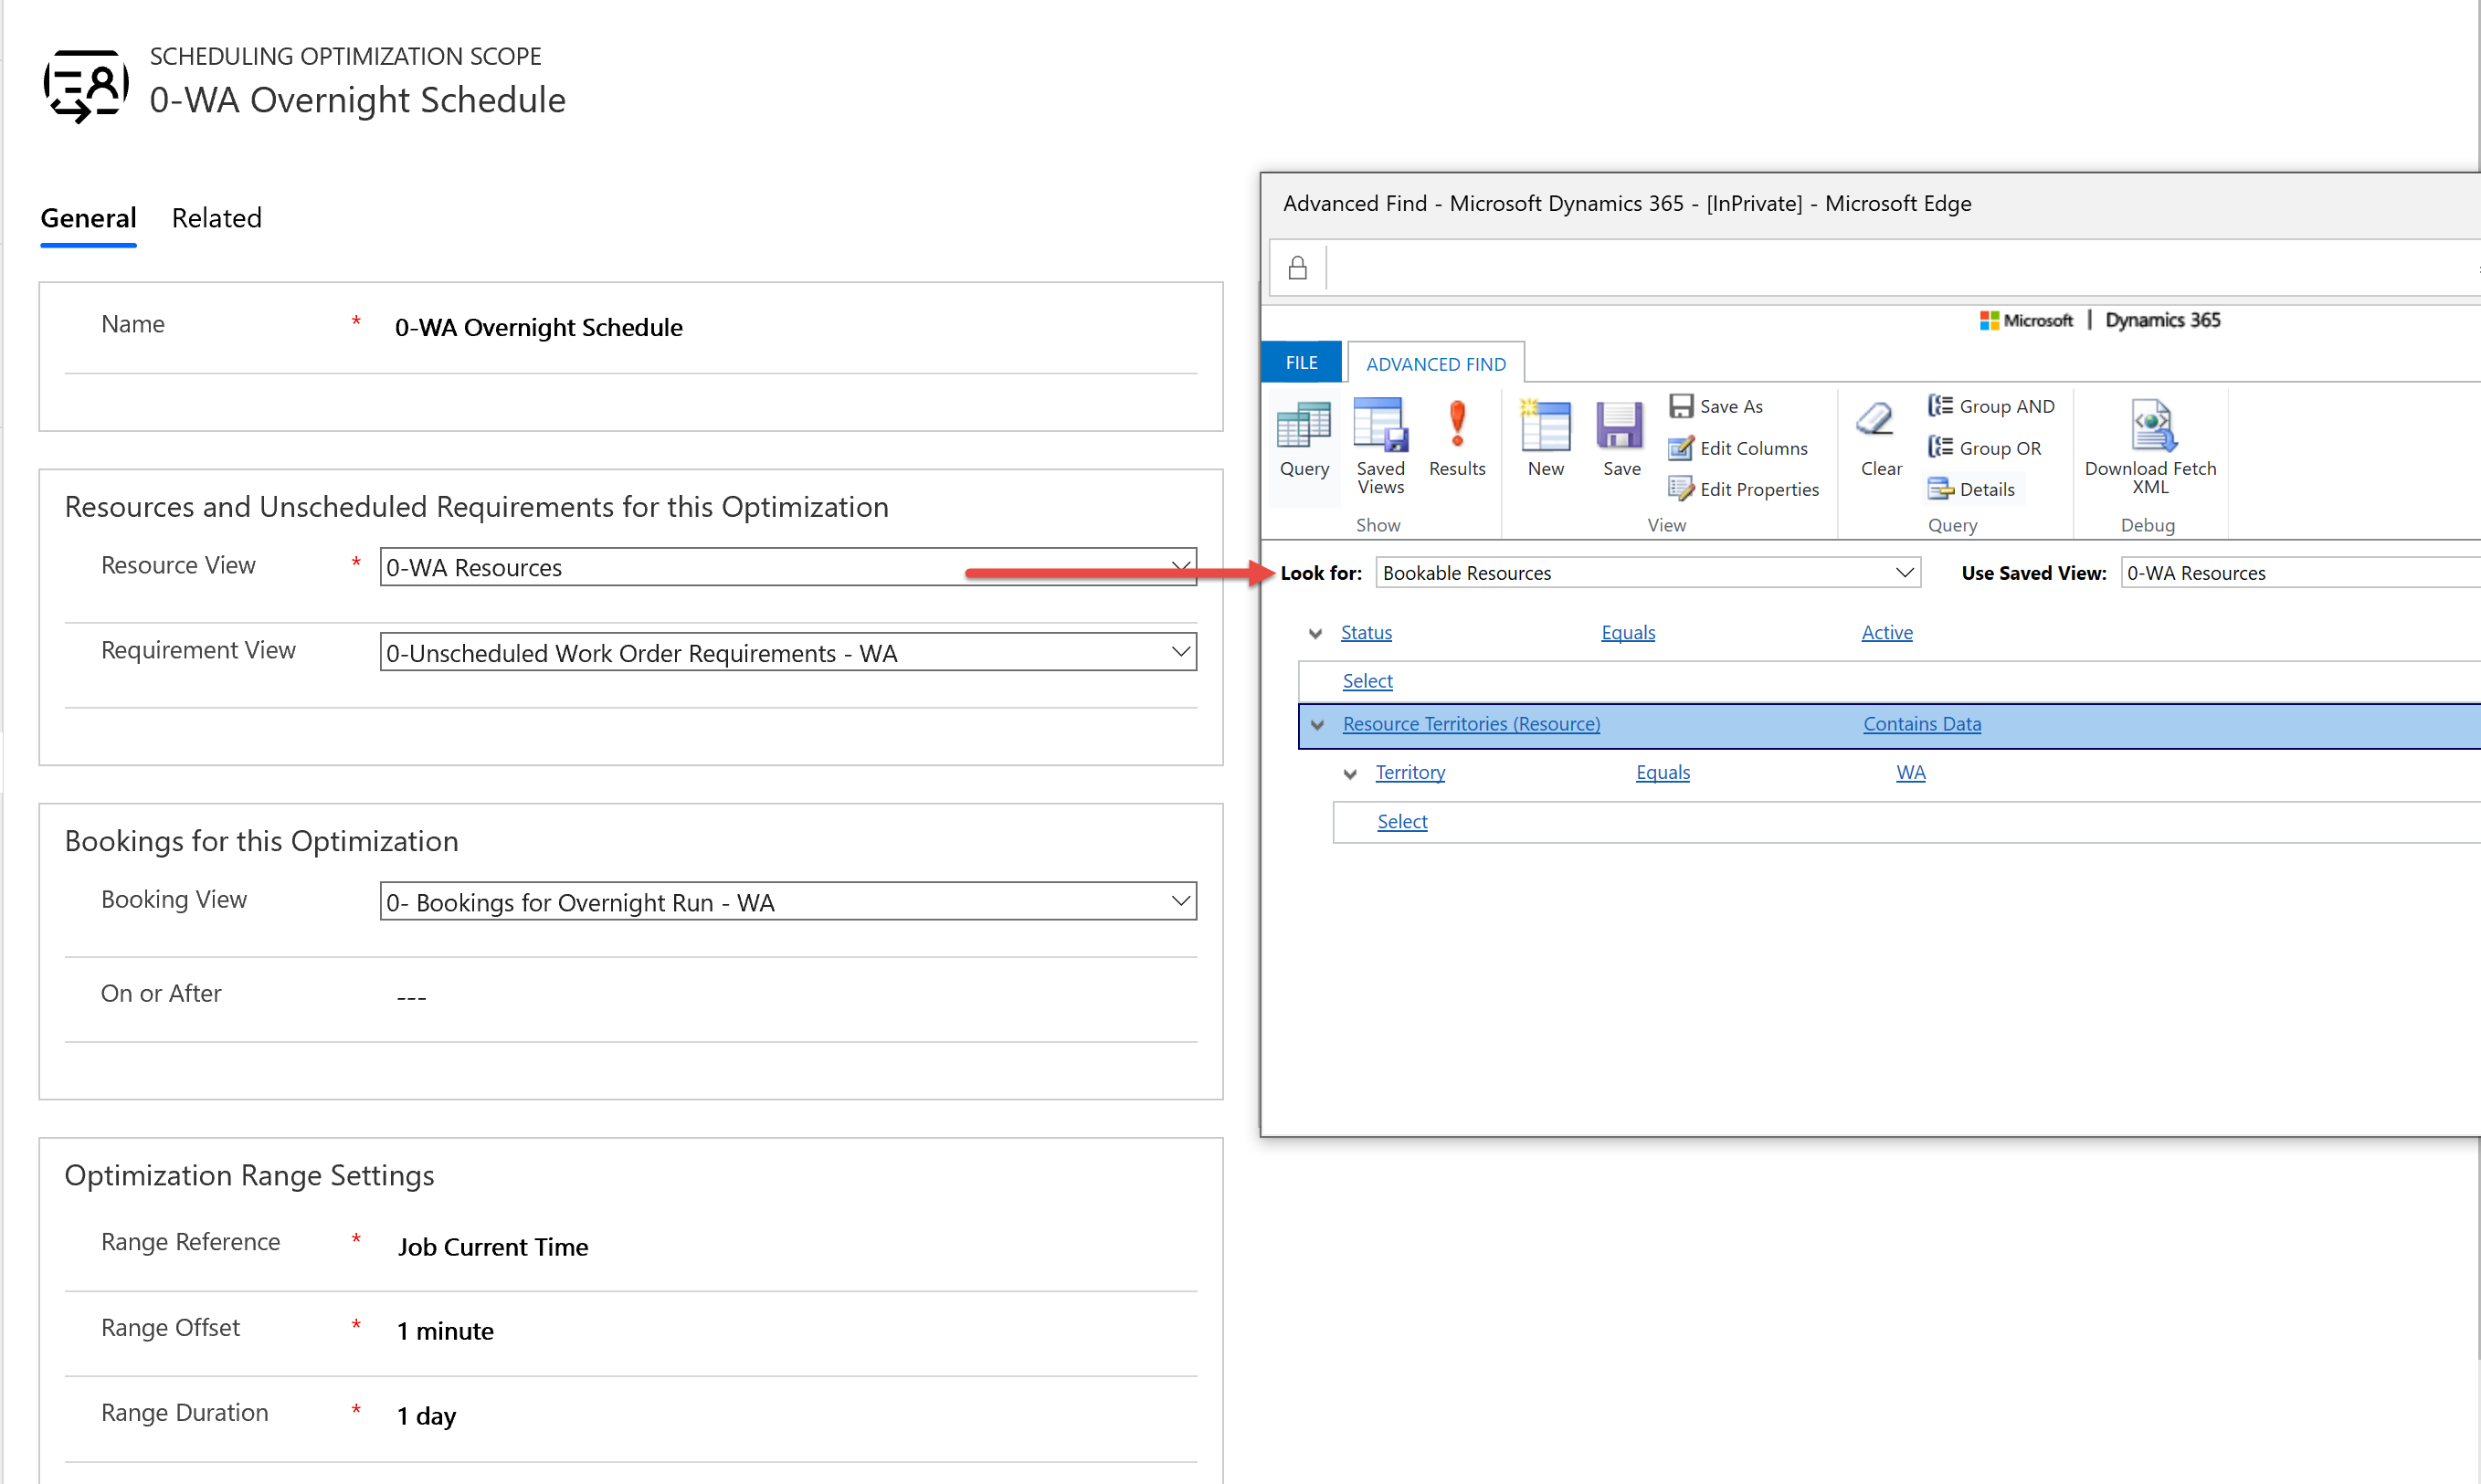 SCHEDULING OPTIMIZATION SCOPE
0-WA Overnight Schedule
General Related
Name * 0-WA Overnight Schedule
Resources and Unscheduled Requirements for this Optimization
Resource View * 0-WA Resources
Requirement View 0-Unscheduled Work Order Requirements - WA
Bookings for this Optimization
Booking View 0- Bookings for Overnight Run - WA
On or After ---
Optimization Range Settings
Range Reference * Job Current Time
Range Offset * 1 minute
Range Duration * 1 day
Advanced Find - Microsoft Dynamics 365 - [InPrivate] - Microsoft Edge
Microsoft | Dynamics 365
FILE ADVANCED FIND
Query
Saved Views
Results
Show
New
Save
Save As
Edit Columns
Edit Properties
View
Clear
Group AND
Group OR
Details
Query
Download Fetch XML
Debug
Look for: Bookable Resources Use Saved View: 0-WA Resources
Status Equals Active
Select
Resource Territories (Resource) Contains Data
Territory Equals WA
Select